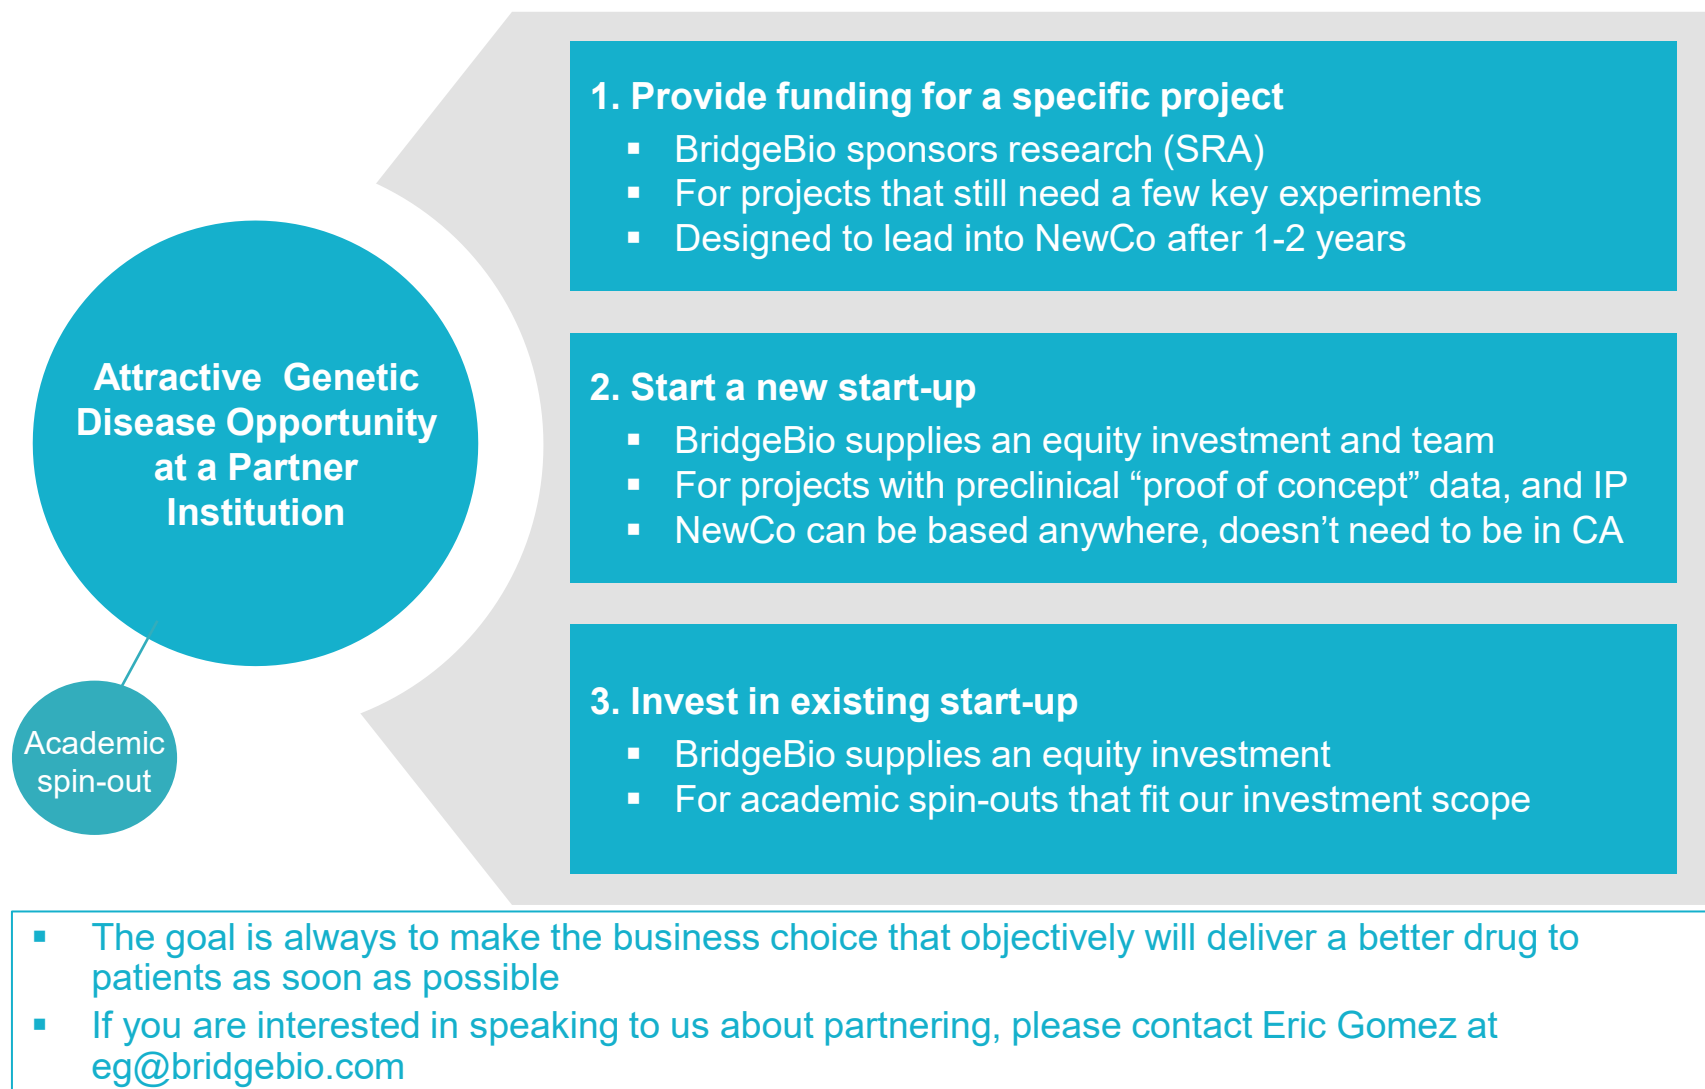 Attractive Genetic
Disease Opportunity
at a Partner
Institution
Academic
spin-out
1. Provide funding for a specific project
▪ BridgeBio sponsors research (SRA)
▪ For projects that still need a few key experiments
▪ Designed to lead into NewCo after 1-2 years
2. Start a new start-up
▪ BridgeBio supplies an equity investment and team
▪ For projects with preclinical “proof of concept” data, and IP
▪ NewCo can be based anywhere, doesn’t need to be in CA
3. Invest in existing start-up
▪ BridgeBio supplies an equity investment
▪ For academic spin-outs that fit our investment scope
▪ The goal is always to make the business choice that objectively will deliver a better drug to
patients as soon as possible
▪ If you are interested in speaking to us about partnering, please contact Eric Gomez at
eg@bridgebio.com